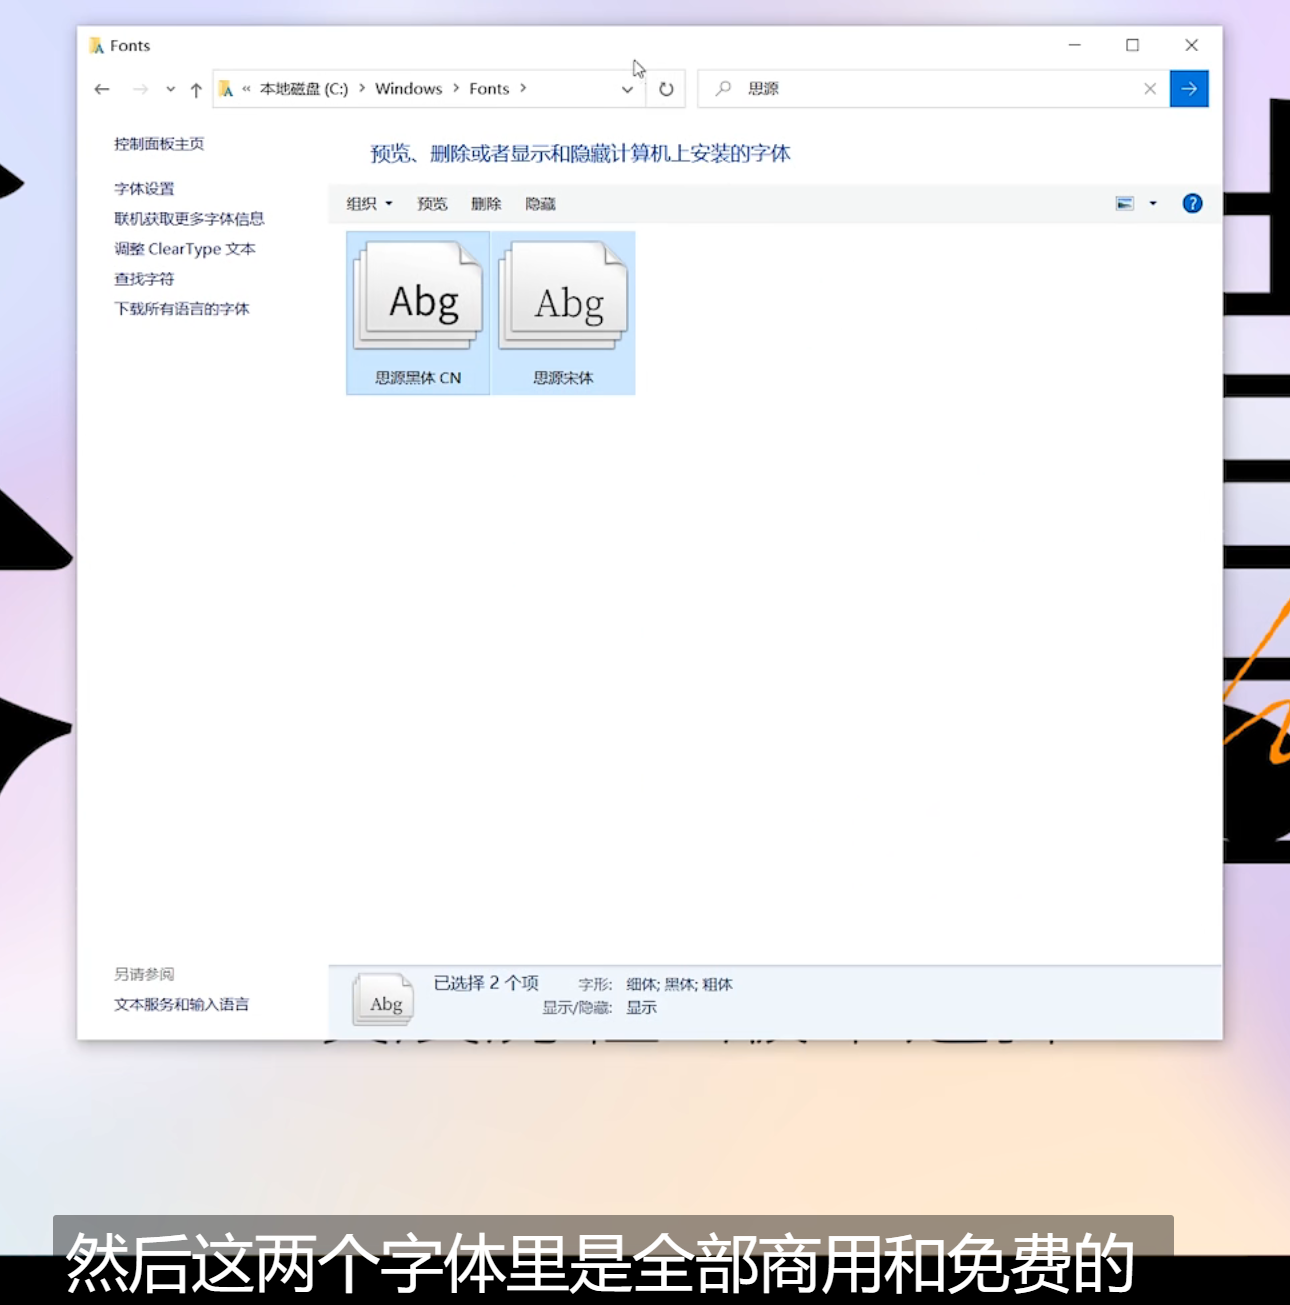 Fonts
« 本地磁盘 (C:) > Windows > Fonts >
思源
控制面板主页
字体设置
联机获取更多字体信息
调整 ClearType 文本
查找字符
下载所有语言的字体
预览、删除或者显示和隐藏计算机上安装的字体
组织 预览 删除 隐藏
?
Abg Abg
思源黑体 CN 思源宋体
另请参阅
文本服务和输入语言
Abg
已选择 2 个项 字形: 细体; 黑体; 粗体
显示/隐藏: 显示
然后这两个字体里是全部商用和免费的